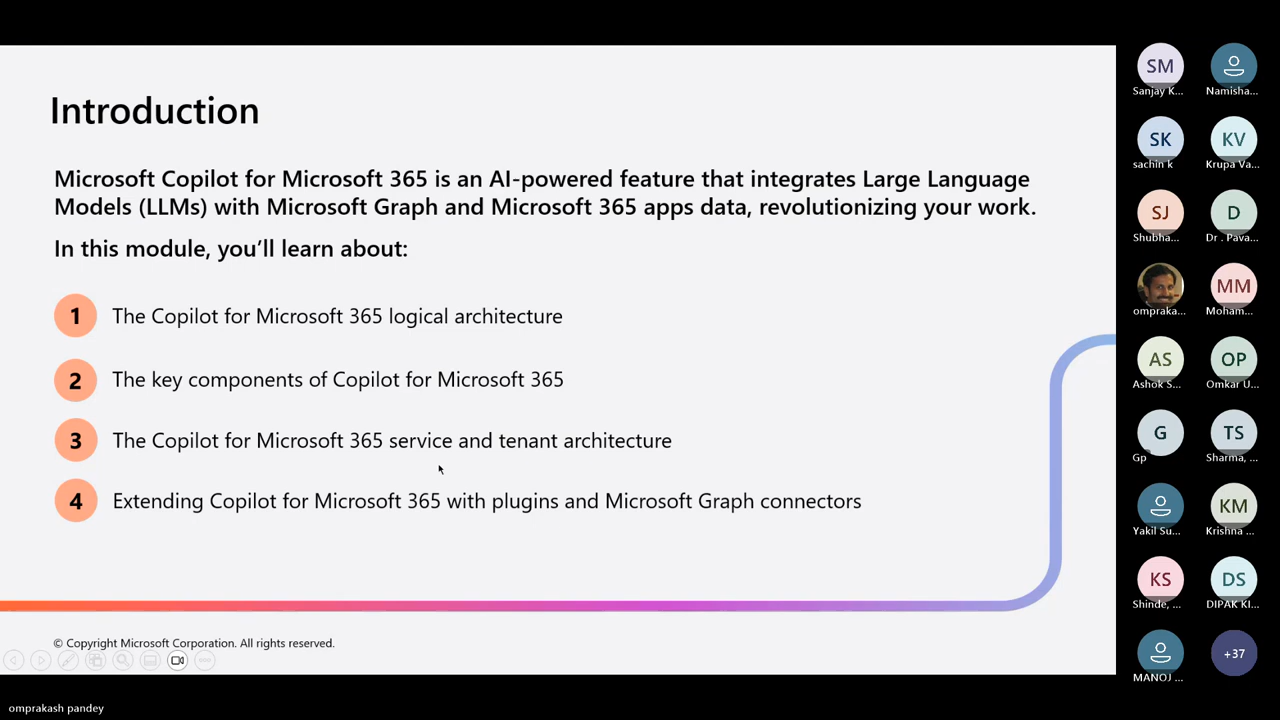 Introduction
Microsoft Copilot for Microsoft 365 is an AI-powered feature that integrates Large Language
Models (LLMs) with Microsoft Graph and Microsoft 365 apps data, revolutionizing your work.
In this module, you’ll learn about:
1 The Copilot for Microsoft 365 logical architecture
2 The key components of Copilot for Microsoft 365
3 The Copilot for Microsoft 365 service and tenant architecture
4 Extending Copilot for Microsoft 365 with plugins and Microsoft Graph connectors
© Copyright Microsoft Corporation. All rights reserved.
omprakash pandey
SM
Sanjay K...
Namisha...
SK
sachin k
KV
Krupa Va...
SJ
Shubha...
D
Dr . Pava...
ompraka...
MM
Moham...
AS
Ashok S...
OP
Omkar U...
G
Gp
TS
Sharma, ...
Yakil Su...
KM
Krishna ...
KS
Shinde, ...
DS
DIPAK KI...
MANOJ ...
+37